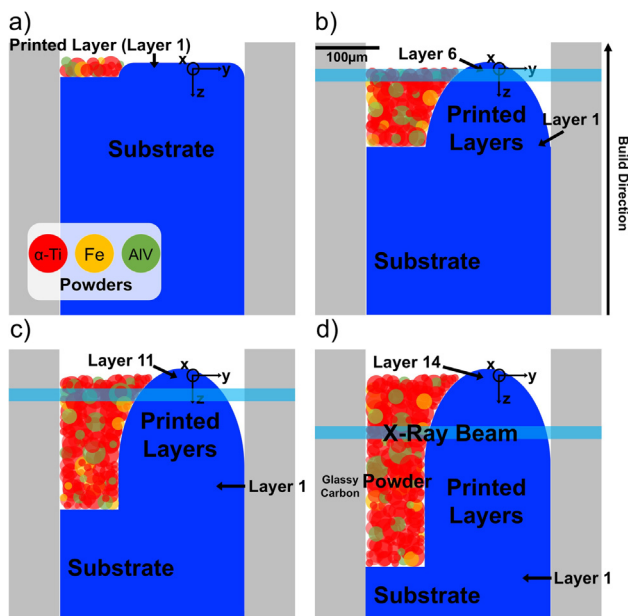 a)
Printed Layer (Layer 1)
x
y
z
Substrate
α-Ti
Fe
AlV
Powders
b)
100μm
Layer 6
x
y
z
Printed
Layers
Layer 1
Substrate
Build Direction
c)
Layer 11
x
y
z
Printed
Layers
Layer 1
Substrate
d)
Layer 14
x
y
z
X-Ray Beam
Glassy
Carbon
Powder
Printed
Layers
Substrate
Layer 1